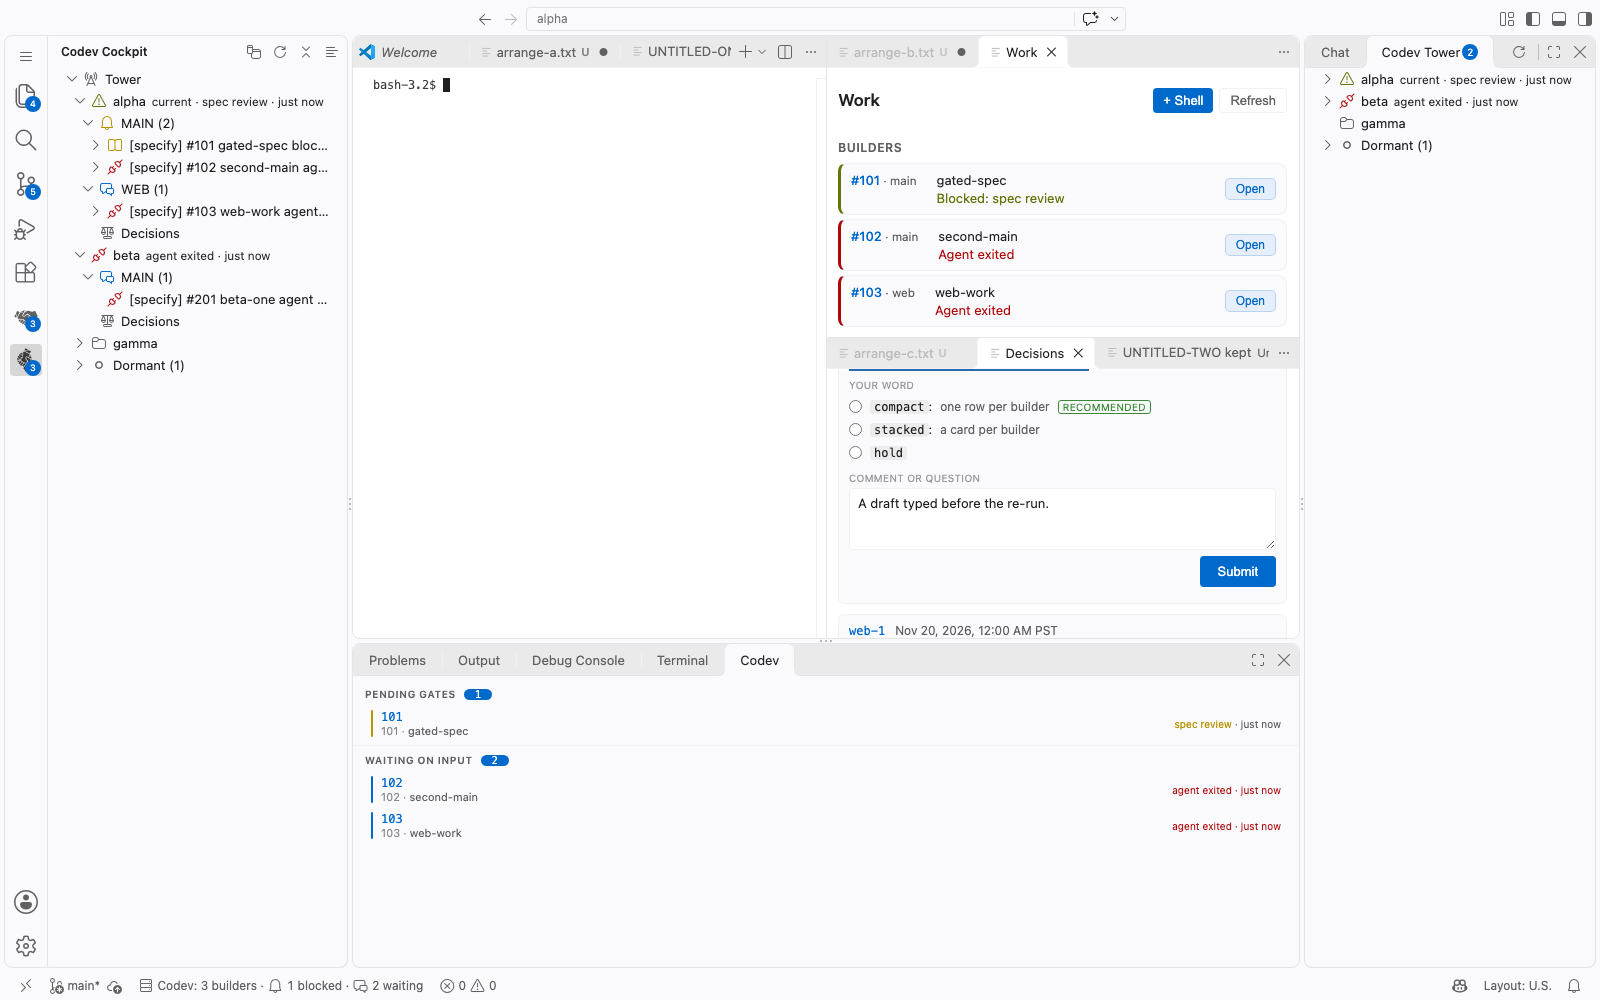 alpha
Codev Cockpit
Tower
alpha current · spec review · just now
MAIN (2)
[specify] #101 gated-spec bloc...
[specify] #102 second-main ag...
WEB (1)
[specify] #103 web-work agent...
Decisions
beta agent exited · just now
MAIN (1)
[specify] #201 beta-one agent ...
Decisions
gamma
Dormant (1)
4
5
3
3
Welcome
arrange-a.txt U
UNTITLED-ON
bash-3.2$
arrange-b.txt U
Work
Work
+ Shell
Refresh
BUILDERS
#101 · main gated-spec
Blocked: spec review
Open
#102 · main second-main
Agent exited
Open
#103 · web web-work
Agent exited
Open
arrange-c.txt U
Decisions
UNTITLED-TWO kept Ur
YOUR WORD
compact: one row per builder RECOMMENDED
stacked: a card per builder
hold
COMMENT OR QUESTION
A draft typed before the re-run.
Submit
web-1 Nov 20, 2026, 12:00 AM PST
Problems
Output
Debug Console
Terminal
Codev
PENDING GATES 1
101
101 · gated-spec
spec review · just now
WAITING ON INPUT 2
102
102 · second-main
agent exited · just now
103
103 · web-work
agent exited · just now
Chat
Codev Tower 2
alpha current · spec review · just now
beta agent exited · just now
gamma
Dormant (1)
main*
Codev: 3 builders · 1 blocked · 2 waiting
0 0
Layout: U.S.